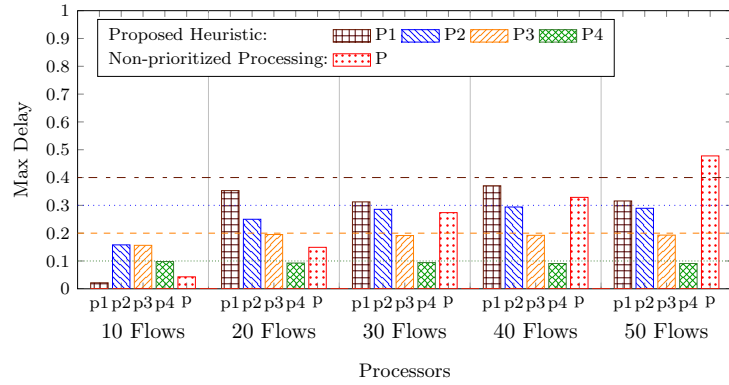 Proposed Heuristic: P1 P2 P3 P4
Non-prioritized Processing: P
1
0.9
0.8
0.7
0.6
0.5
0.4
0.3
0.2
0.1
0
Max Delay
p1 p2 p3 p4 p p1 p2 p3 p4 p p1 p2 p3 p4 p p1 p2 p3 p4 p p1 p2 p3 p4 p
10 Flows 20 Flows 30 Flows 40 Flows 50 Flows
Processors